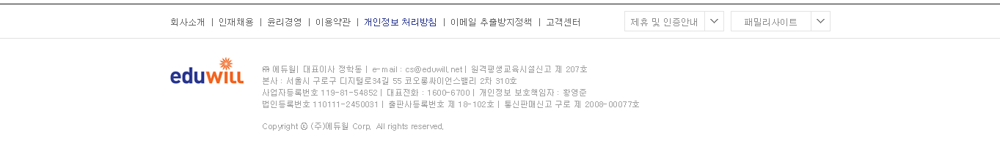 회사소개 | 인재채용 | 윤리경영 | 이용약관 | 개인정보 처리방침 | 이메일 추출방지정책 | 고객센터 제휴 및 인증안내 패밀리사이트
eduwill
㈜ 에듀윌| 대표이사 정학동 | e-mail : cs@eduwill.net | 원격평생교육시설신고 제 207호
본사 : 서울시 구로구 디지털로34길 55 코오롱싸이언스밸리 2차 310호
사업자등록번호 119-81-54852 | 대표전화 : 1600-6700 | 개인정보 보호책임자 : 황영준
법인등록번호 110111-2450031 | 출판사등록번호 제 18-102호 | 통신판매신고 구로 제 2008-00077호
Copyright ⓒ (주)에듀윌 Corp. All rights reserved.